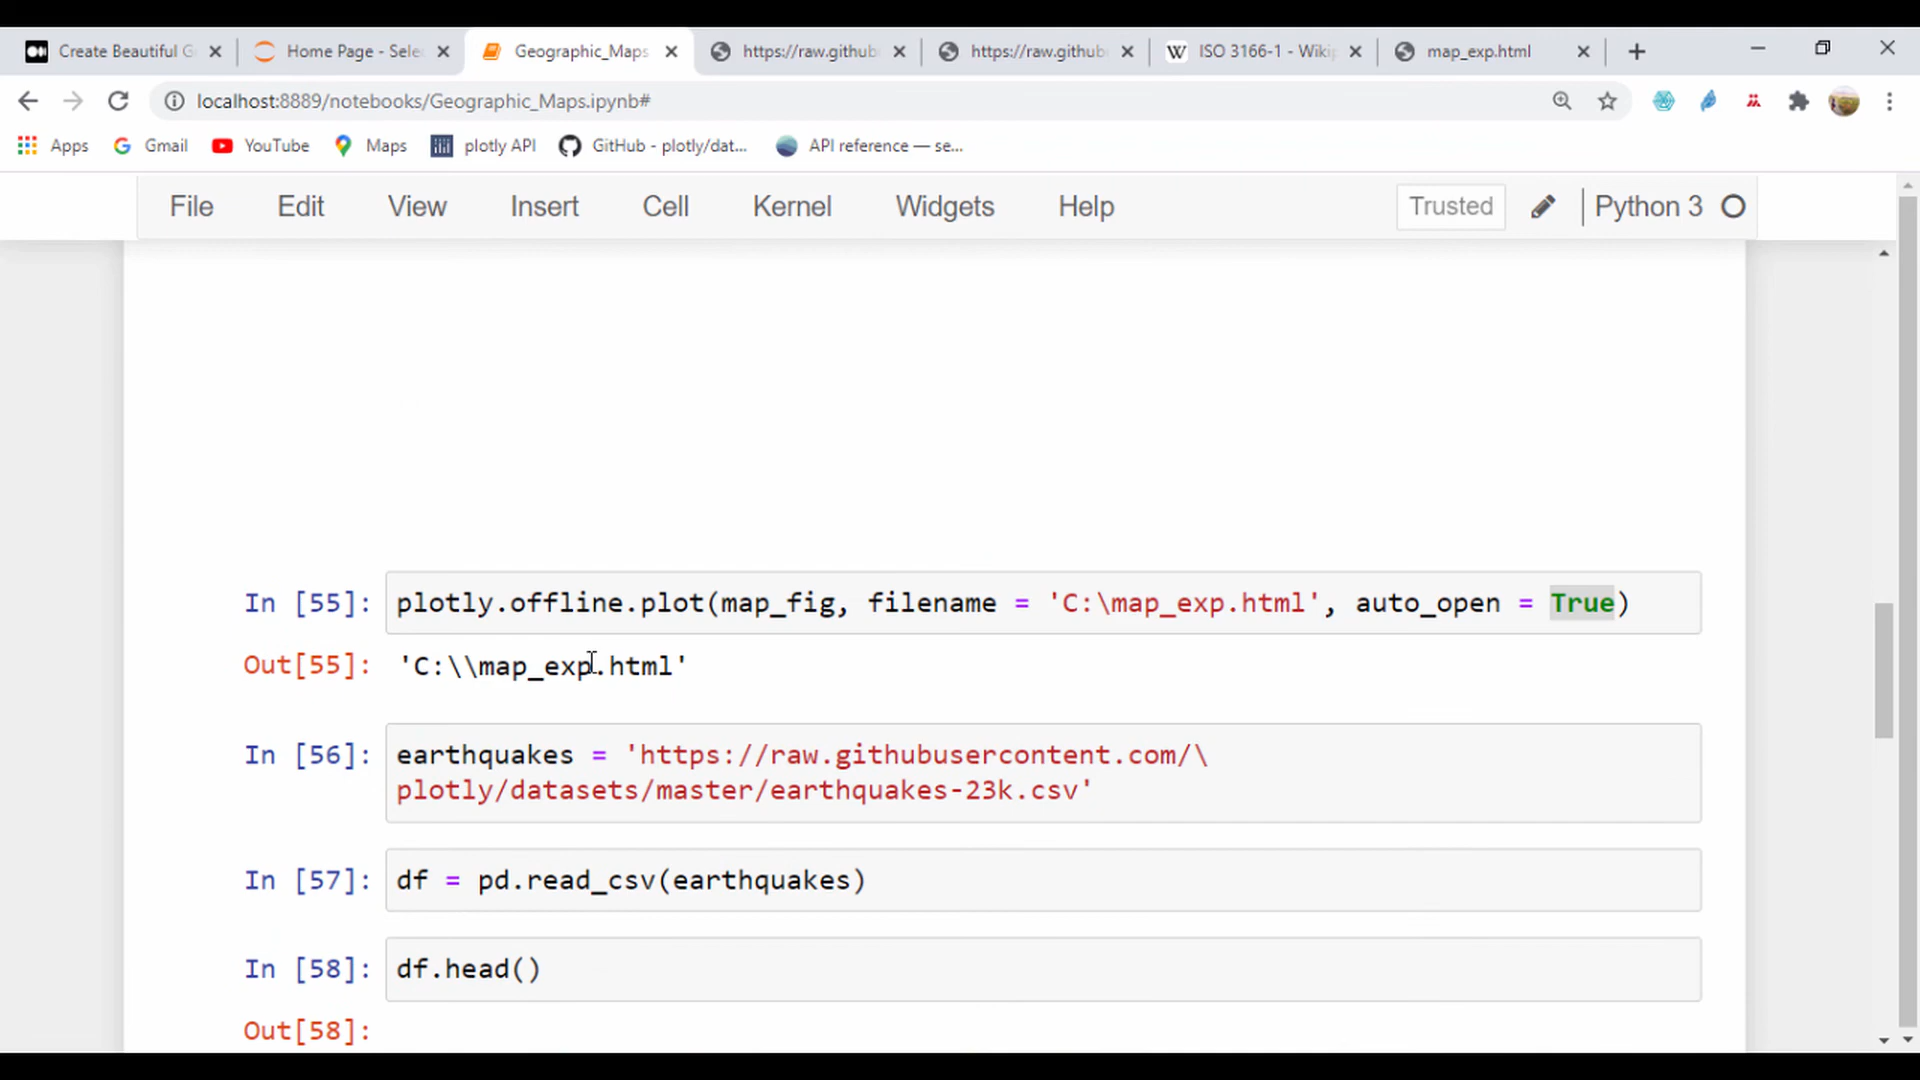 Create Beautiful G
Home Page - Selec
Geographic_Maps
https://raw.github
https://raw.githubu
W ISO 3166-1 - Wikip
map_exp.html
localhost:8889/notebooks/Geographic_Maps.ipynb#
Apps
Gmail
YouTube
Maps
plotly API
GitHub - plotly/dat...
API reference — se...
File Edit View Insert Cell Kernel Widgets Help Trusted Python 3
In [55]: plotly.offline.plot(map_fig, filename = 'C:\map_exp.html', auto_open = True)
Out[55]: 'C:\\map_exp.html'
In [56]: earthquakes = 'https://raw.githubusercontent.com/\
plotly/datasets/master/earthquakes-23k.csv'
In [57]: df = pd.read_csv(earthquakes)
In [58]: df.head()
Out[58]: